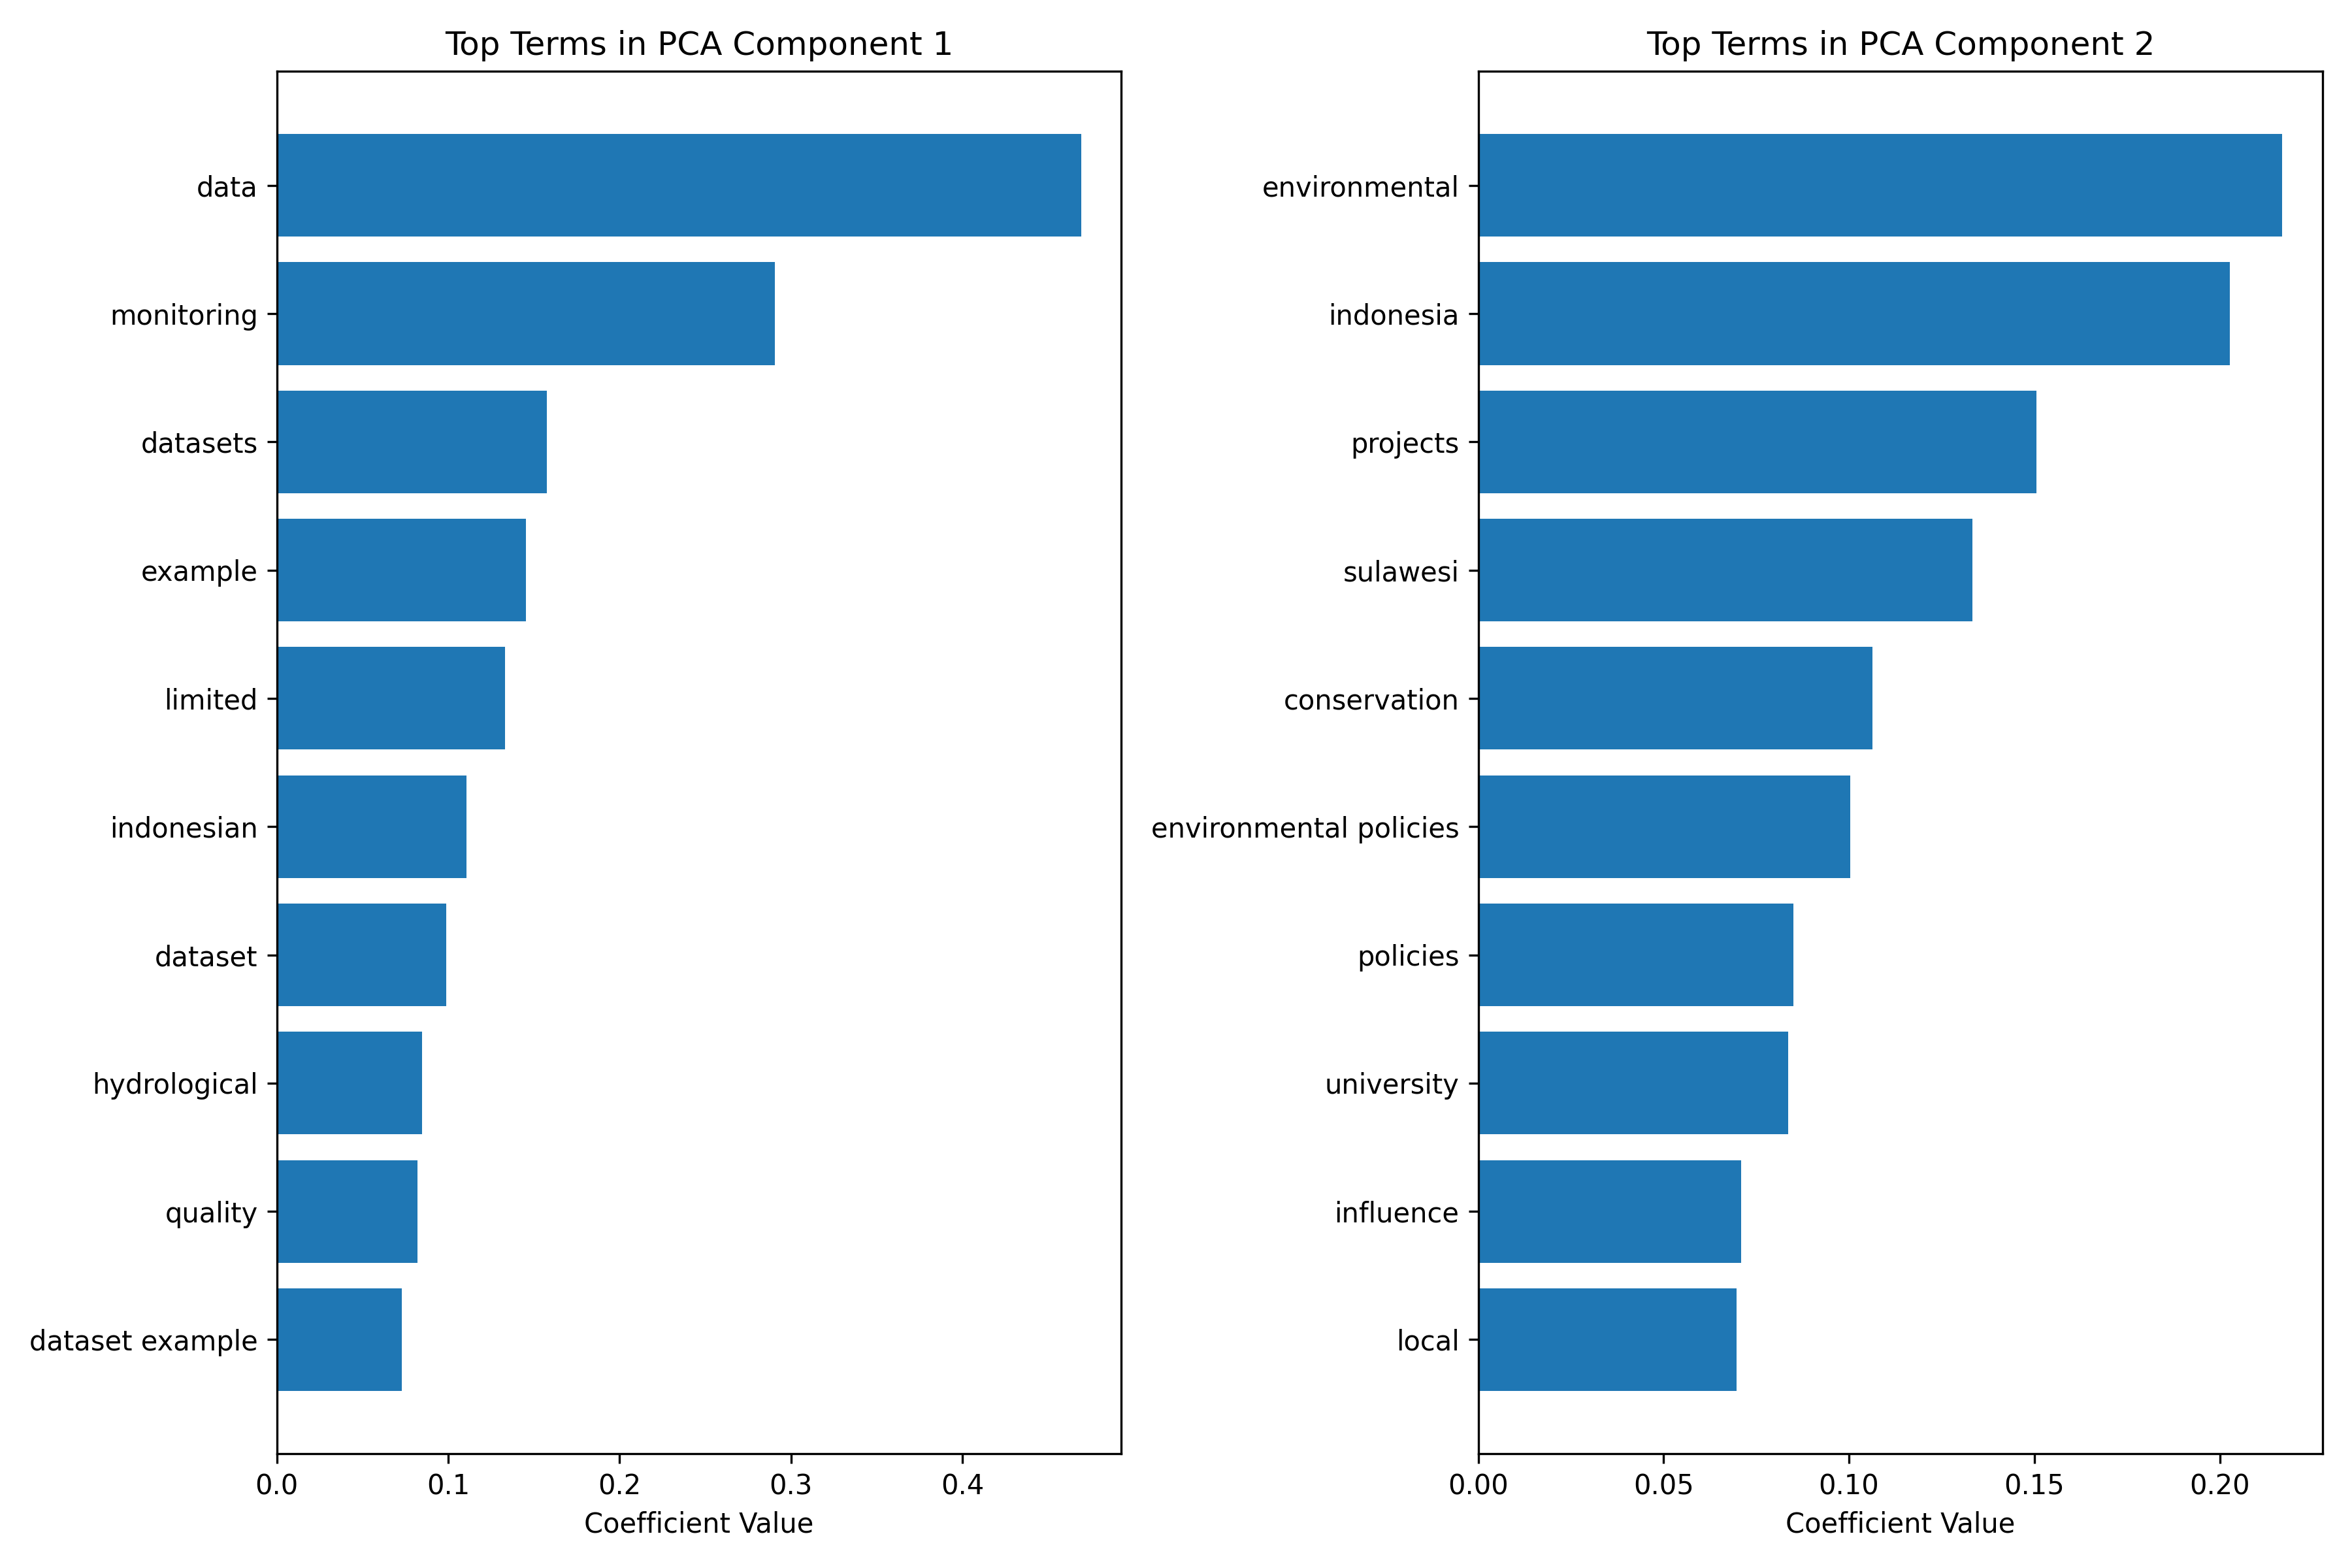 Top Terms in PCA Component 1
data
monitoring
datasets
example
limited
indonesian
dataset
hydrological
quality
dataset example
0.0 0.1 0.2 0.3 0.4
Coefficient Value
Top Terms in PCA Component 2
environmental
indonesia
projects
sulawesi
conservation
environmental policies
policies
university
influence
local
0.00 0.05 0.10 0.15 0.20
Coefficient Value